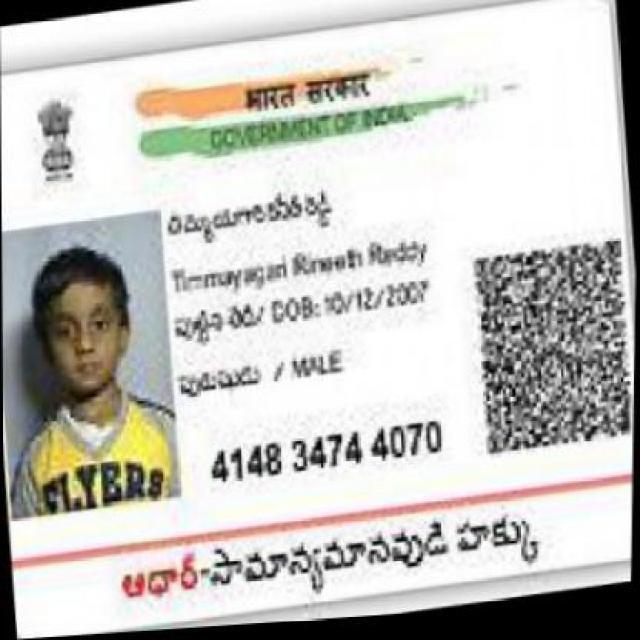 भारत सरकार
GOVERNMENT OF INDIA
తిమ్మయగారి రెడ్డి
Timmayagari Rineeth Reddy
పుట్టిన తేదీ/ DOB: 10/12/2007
పురుషుడు / MALE
FLYERS
4148 3474 4070
ఆధార్-సామాన్యమానవుడి హక్కు